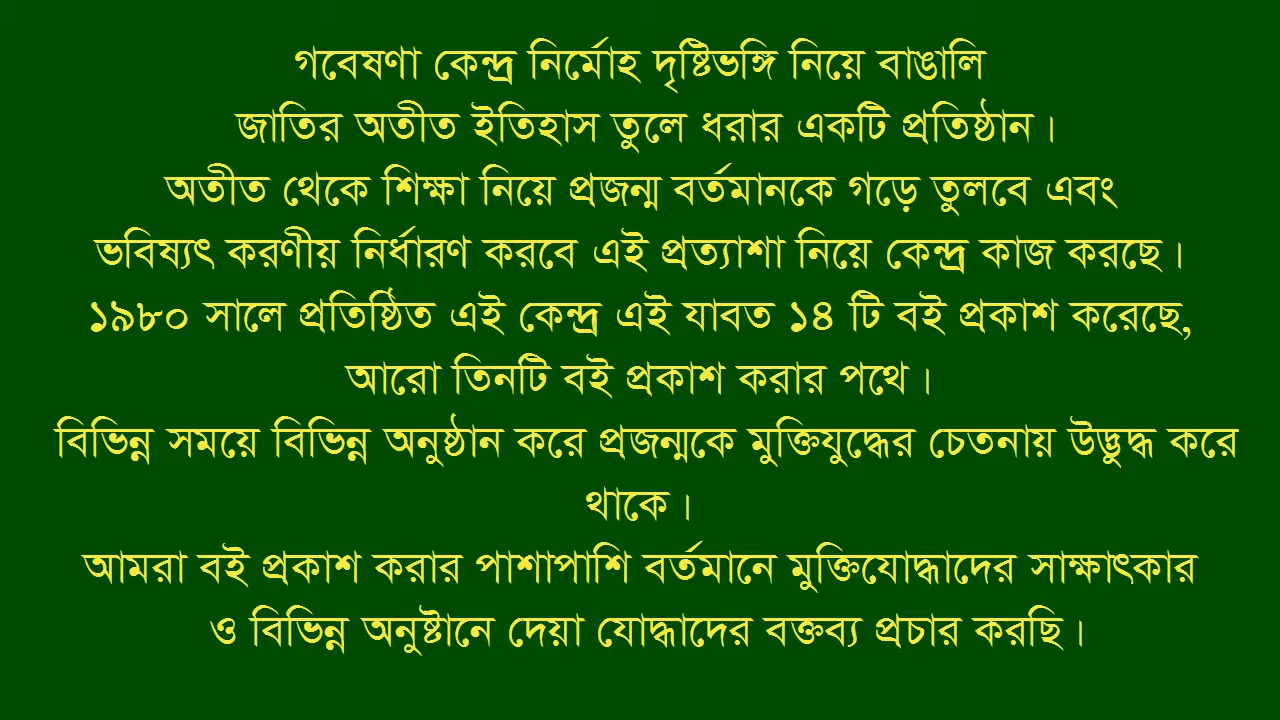 গবেষণা কেন্দ্র নির্মোহ দৃষ্টিভঙ্গি নিয়ে বাঙালি
জাতির অতীত ইতিহাস তুলে ধরার একটি প্রতিষ্ঠান।
অতীত থেকে শিক্ষা নিয়ে প্রজন্ম বর্তমানকে গড়ে তুলবে এবং
ভবিষ্যৎ করণীয় নির্ধারণ করবে এই প্রত্যাশা নিয়ে কেন্দ্র কাজ করছে।
১৯৮০ সালে প্রতিষ্ঠিত এই কেন্দ্র এই যাবত ১৪ টি বই প্রকাশ করেছে,
আরো তিনটি বই প্রকাশ করার পথে।
বিভিন্ন সময়ে বিভিন্ন অনুষ্ঠান করে প্রজন্মকে মুক্তিযুদ্ধের চেতনায় উদ্ভুদ্ধ করে
থাকে।
আমরা বই প্রকাশ করার পাশাপাশি বর্তমানে মুক্তিযোদ্ধাদের সাক্ষাৎকার
ও বিভিন্ন অনুষ্টানে দেয়া যোদ্ধাদের বক্তব্য প্রচার করছি।